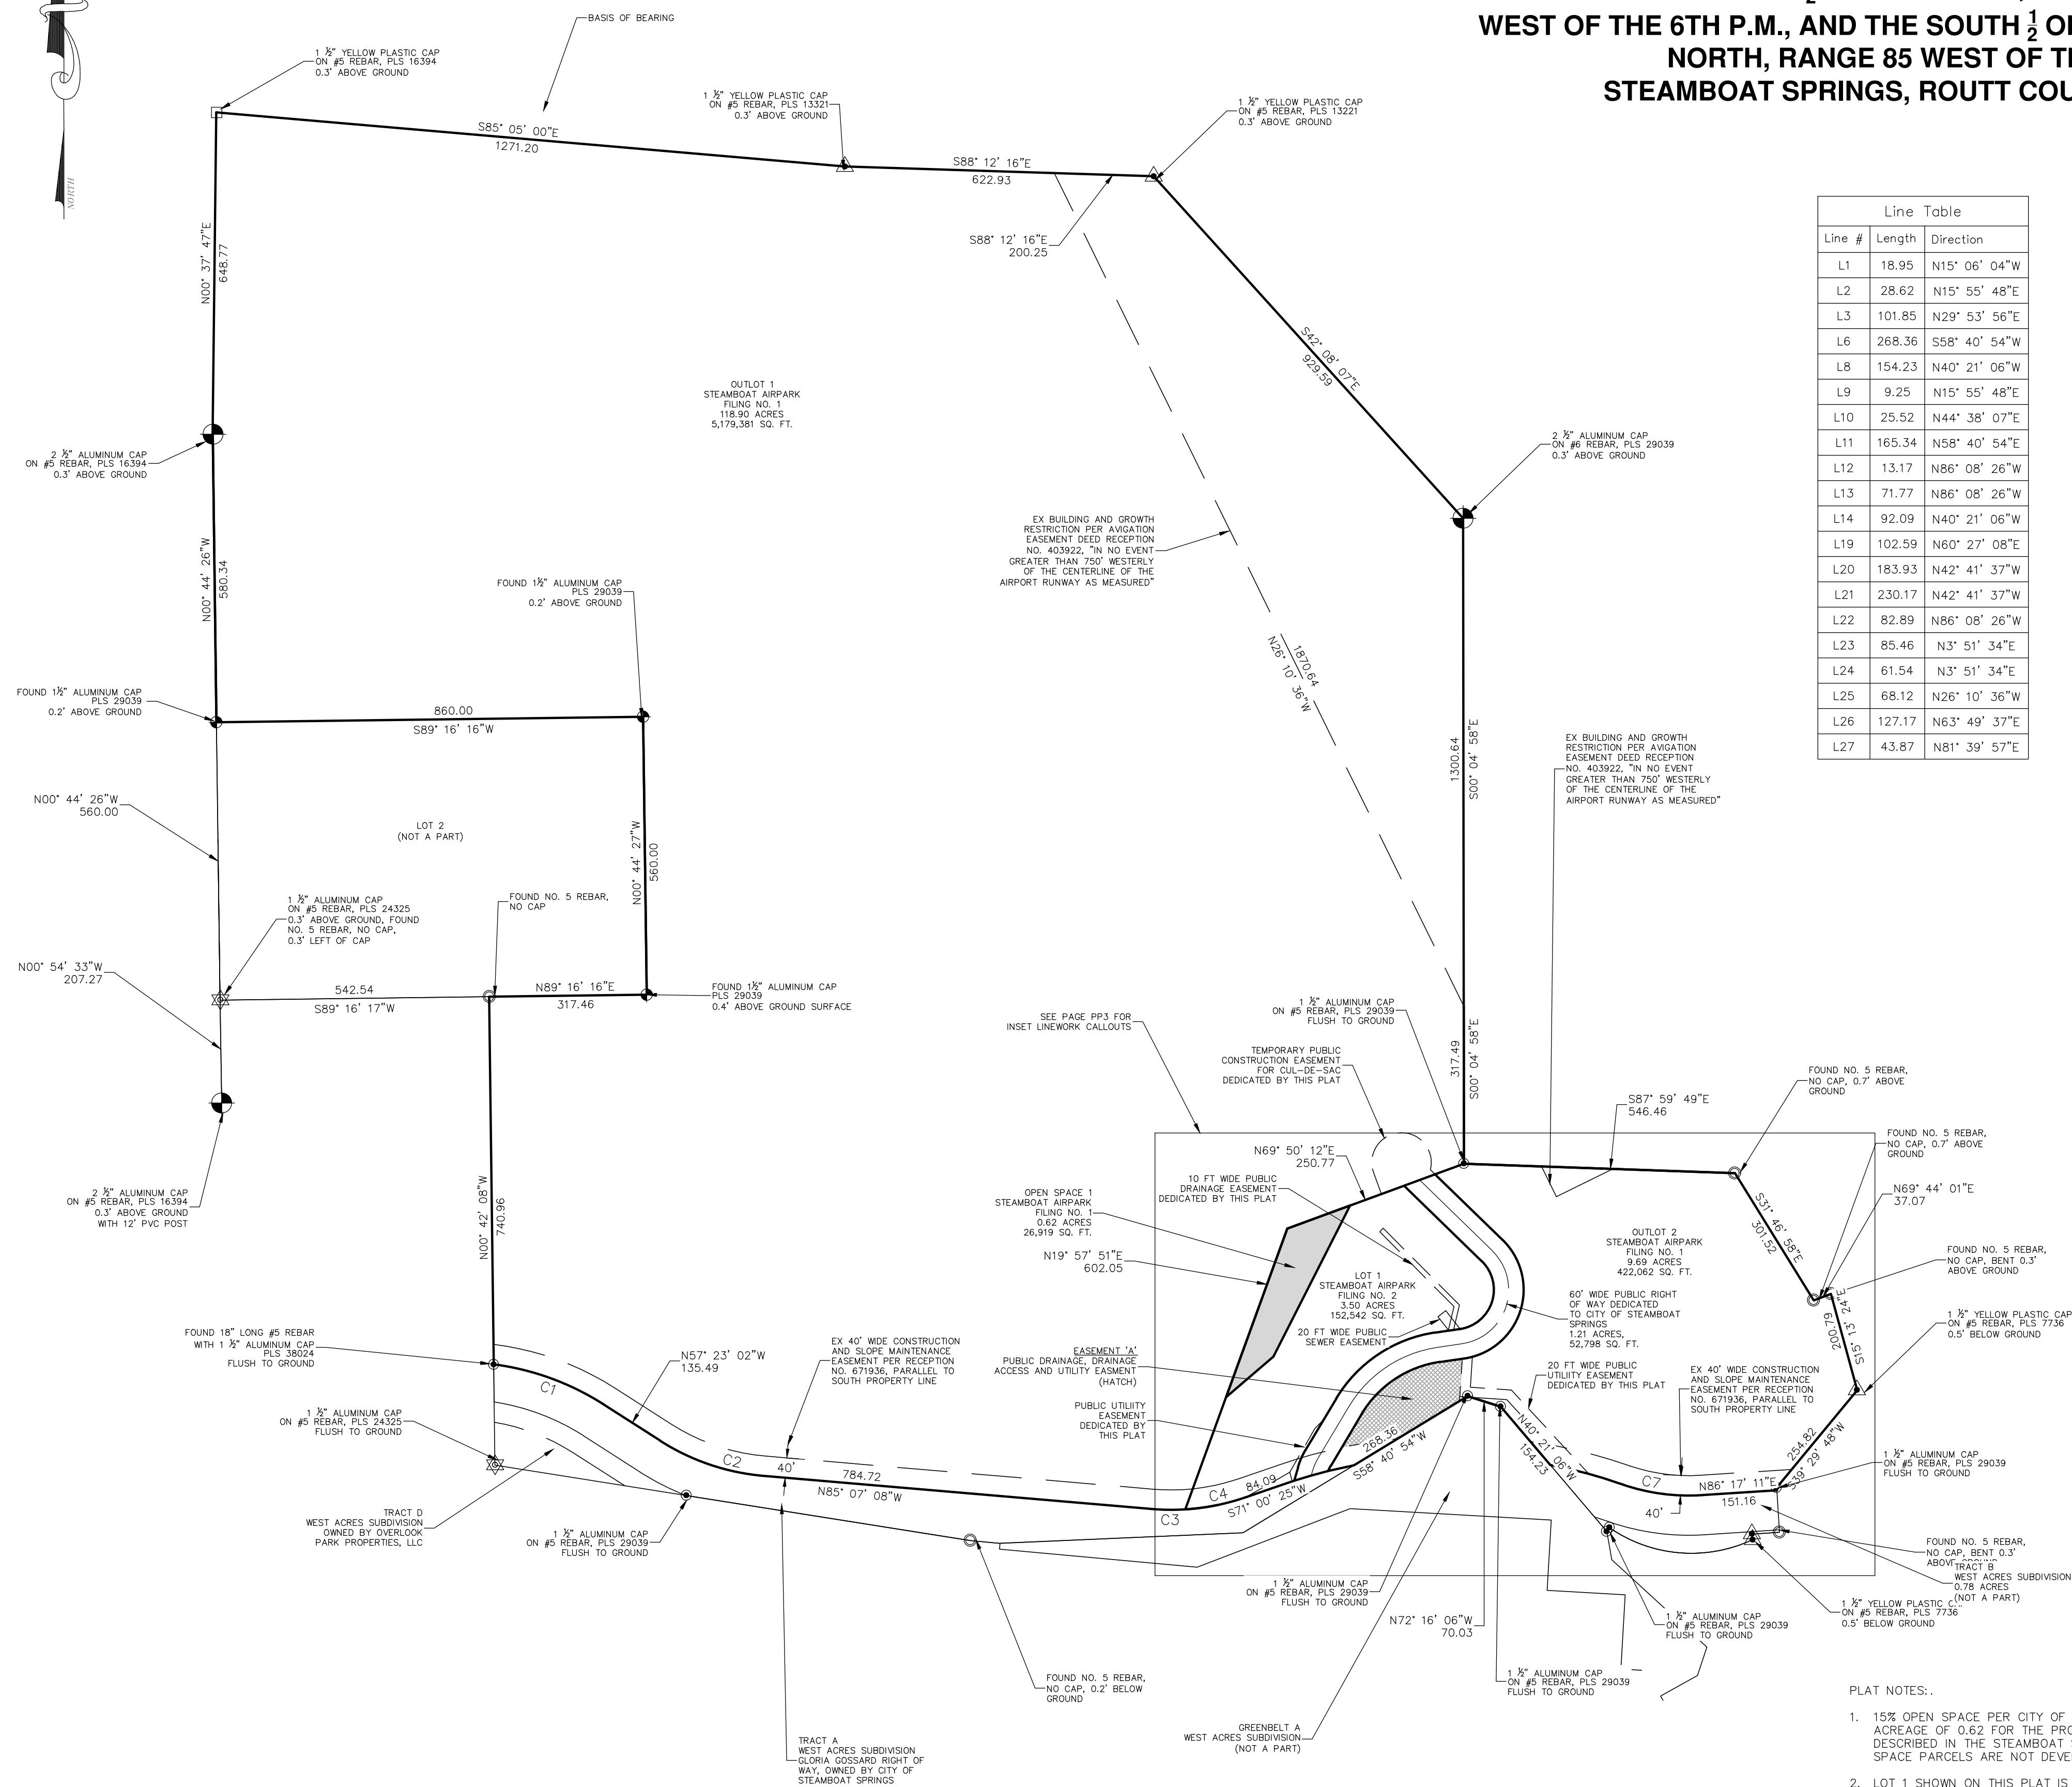 WEST OF THE 6TH P.M., AND THE SOUTH ½ O
NORTH, RANGE 85 WEST OF T
STEAMBOAT SPRINGS, ROUTT COU
NORTH
BASIS OF BEARING
1 ½" YELLOW PLASTIC CAP
ON #5 REBAR, PLS 16394
0.3' ABOVE GROUND
1 ½" YELLOW PLASTIC CAP
ON #5 REBAR, PLS 13321
0.3' ABOVE GROUND
1 ½" YELLOW PLASTIC CAP
ON #5 REBAR, PLS 13221
0.3' ABOVE GROUND
S85° 05' 00"E
1271.20
S88° 12' 16"E
622.93
S88° 12' 16"E
200.25
Line Table
Line # Length Direction
L1 18.95 N15° 06' 04"W
L2 28.62 N15° 55' 48"E
L3 101.85 N29° 53' 56"E
L6 268.36 S58° 40' 54"W
L8 154.23 N40° 21' 06"W
L9 9.25 N15° 55' 48"E
L10 25.52 N44° 38' 07"E
L11 165.34 N58° 40' 54"E
L12 13.17 N86° 08' 26"W
L13 71.77 N86° 08' 26"W
L14 92.09 N40° 21' 06"W
L19 102.59 N60° 27' 08"E
L20 183.93 N42° 41' 37"W
L21 230.17 N42° 41' 37"W
L22 82.89 N86° 08' 26"W
L23 85.46 N3° 51' 34"E
L24 61.54 N3° 51' 34"E
L25 68.12 N26° 10' 36"W
L26 127.17 N63° 49' 37"E
L27 43.87 N81° 39' 57"E
N00° 37' 47"E
648.77
S42° 08' 07"E
929.59
OUTLOT 1
STEAMBOAT AIRPARK
FILING NO. 1
118.90 ACRES
5,179,381 SQ. FT.
2 ½" ALUMINUM CAP
ON #5 REBAR, PLS 16394
0.3' ABOVE GROUND
2 ½" ALUMINUM CAP
ON #6 REBAR, PLS 29039
0.3' ABOVE GROUND
EX BUILDING AND GROWTH
RESTRICTION PER AVIGATION
EASEMENT DEED RECEPTION
NO. 403922, "IN NO EVENT
GREATER THAN 750' WESTERLY
OF THE CENTERLINE OF THE
AIRPORT RUNWAY AS MEASURED"
N00° 44' 26"W
580.34
FOUND 1½" ALUMINUM CAP
PLS 29039
0.2' ABOVE GROUND
1870.64
N26° 10' 36"W
FOUND 1½" ALUMINUM CAP
PLS 29039
0.2' ABOVE GROUND
860.00
S89° 16' 16"W
1300.64
S00° 04' 58"E
EX BUILDING AND GROWTH
RESTRICTION PER AVIGATION
EASEMENT DEED RECEPTION
NO. 403922, "IN NO EVENT
GREATER THAN 750' WESTERLY
OF THE CENTERLINE OF THE
AIRPORT RUNWAY AS MEASURED"
N00° 44' 26"W
560.00
LOT 2
(NOT A PART)
N00° 44' 27"W
560.00
1 ½" ALUMINUM CAP
ON #5 REBAR, PLS 24325
0.3' ABOVE GROUND, FOUND
NO. 5 REBAR, NO CAP,
0.3' LEFT OF CAP
FOUND NO. 5 REBAR,
NO CAP
N00° 54' 33"W
207.27
542.54
S89° 16' 17"W
N89° 16' 16"E
317.46
FOUND 1½" ALUMINUM CAP
PLS 29039
0.4' ABOVE GROUND SURFACE
SEE PAGE PP3 FOR
INSET LINEWORK CALLOUTS
1 ½" ALUMINUM CAP
ON #5 REBAR, PLS 29039
FLUSH TO GROUND
TEMPORARY PUBLIC
CONSTRUCTION EASEMENT
FOR CUL-DE-SAC
DEDICATED BY THIS PLAT
317.49
S00° 04' 58"E
S87° 59' 49"E
546.46
FOUND NO. 5 REBAR,
NO CAP, 0.7' ABOVE
GROUND
FOUND NO. 5 REBAR,
NO CAP, 0.7' ABOVE
GROUND
N69° 50' 12"E
250.77
10 FT WIDE PUBLIC
DRAINAGE EASEMENT
DEDICATED BY THIS PLAT
N69° 44' 01"E
37.07
2 ½" ALUMINUM CAP
ON #5 REBAR, PLS 16394
0.3' ABOVE GROUND
WITH 12' PVC POST
N00° 42' 08"W
740.96
OPEN SPACE 1
STEAMBOAT AIRPARK
FILING NO. 1
0.62 ACRES
26,919 SQ. FT.
N19° 57' 51"E
602.05
S31° 46' 58"E
301.52
OUTLOT 2
STEAMBOAT AIRPARK
FILING NO. 1
9.69 ACRES
422,062 SQ. FT.
FOUND NO. 5 REBAR,
NO CAP, BENT 0.3'
ABOVE GROUND
LOT 1
STEAMBOAT AIRPARK
FILING NO. 2
3.50 ACRES
152,542 SQ. FT.
60' WIDE PUBLIC RIGHT
OF WAY DEDICATED
TO CITY OF STEAMBOAT
SPRINGS
1.21 ACRES,
52,798 SQ. FT.
S15° 13' 24"E
200.79
1 ½" YELLOW PLASTIC CAP
ON #5 REBAR, PLS 7736
0.5' BELOW GROUND
20 FT WIDE PUBLIC
SEWER EASEMENT
FOUND 18" LONG #5 REBAR
WITH 1 ½" ALUMINUM CAP
PLS 38024
FLUSH TO GROUND
N57° 23' 02"W
135.49
EX 40' WIDE CONSTRUCTION
AND SLOPE MAINTENANCE
EASEMENT PER RECEPTION
NO. 671936, PARALLEL TO
SOUTH PROPERTY LINE
EASEMENT 'A'
PUBLIC DRAINAGE, DRAINAGE
ACCESS AND UTILITY EASMENT
(HATCH)
20 FT WIDE PUBLIC
UTILITY EASEMENT
DEDICATED BY THIS PLAT
EX 40' WIDE CONSTRUCTION
AND SLOPE MAINTENANCE
EASEMENT PER RECEPTION
NO. 671936, PARALLEL TO
SOUTH PROPERTY LINE
C1
PUBLIC UTILIITY
EASEMENT
DEDICATED BY
THIS PLAT
1 ½" ALUMINUM CAP
ON #5 REBAR, PLS 24325
FLUSH TO GROUND
C2
40'
784.72
N85° 07' 08"W
268.36
S58° 40' 54"W
N40° 21' 06"W
154.23
254.82
S39° 29' 48"W
1 ½" ALUMINUM CAP
ON #5 REBAR, PLS 29039
FLUSH TO GROUND
C7
N86° 17' 11"E
151.16
40'
C3
C4
84.09
S71° 00' 25"W
TRACT D
WEST ACRES SUBDIVISION
OWNED BY OVERLOOK
PARK PROPERTIES, LLC
1 ½" ALUMINUM CAP
ON #5 REBAR, PLS 29039
FLUSH TO GROUND
FOUND NO. 5 REBAR,
NO CAP, BENT 0.3'
TRACT B
WEST ACRES SUBDIVISION
0.78 ACRES
(NOT A PART)
1 ½" ALUMINUM CAP
ON #5 REBAR, PLS 29039
FLUSH TO GROUND
1 ½" YELLOW PLASTIC
ON #5 REBAR, PLS 7736
0.5' BELOW GROUND
N72° 16' 06"W
70.03
1 ½" ALUMINUM CAP
ON #5 REBAR, PLS 29039
FLUSH TO GROUND
FOUND NO. 5 REBAR,
NO CAP, 0.2' BELOW
GROUND
1 ½" ALUMINUM CAP
ON #5 REBAR, PLS 29039
FLUSH TO GROUND
GREENBELT A
WEST ACRES SUBDIVISION
(NOT A PART)
TRACT A
WEST ACRES SUBDIVISION
GLORIA GOSSARD RIGHT OF
WAY, OWNED BY CITY OF
STEAMBOAT SPRINGS
PLAT NOTES:.
1. 15% OPEN SPACE PER CITY OF
ACREAGE OF 0.62 FOR THE PRO
DESCRIBED IN THE STEAMBOAT
SPACE PARCELS ARE NOT DEVE
2. LOT 1 SHOWN ON THIS PLAT IS